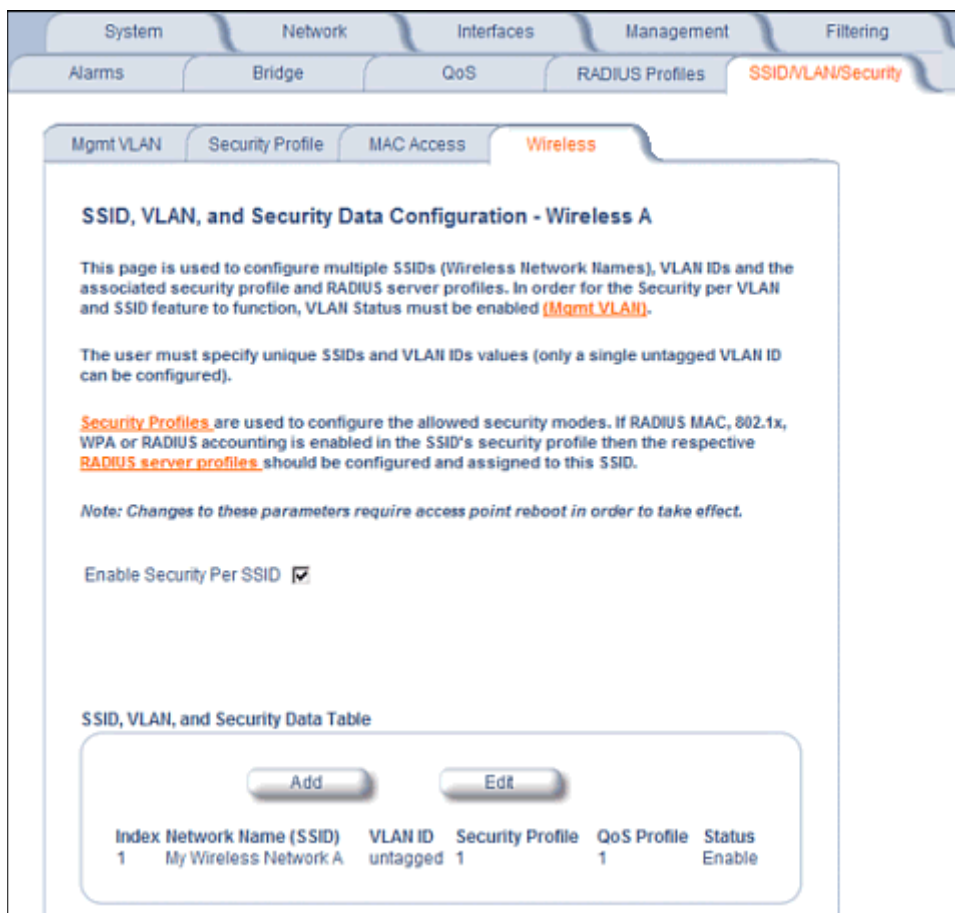 System Network Interfaces Management Filtering
Alarms Bridge QoS RADIUS Profiles SSID/VLAN/Security
Mgmt VLAN Security Profile MAC Access Wireless
SSID, VLAN, and Security Data Configuration - Wireless A
This page is used to configure multiple SSIDs (Wireless Network Names), VLAN IDs and the
associated security profile and RADIUS server profiles. In order for the Security per VLAN
and SSID feature to function, VLAN Status must be enabled (Mgmt VLAN).
The user must specify unique SSIDs and VLAN IDs values (only a single untagged VLAN ID
can be configured).
Security Profiles are used to configure the allowed security modes. If RADIUS MAC, 802.1x,
WPA or RADIUS accounting is enabled in the SSID's security profile then the respective
RADIUS server profiles should be configured and assigned to this SSID.
Note: Changes to these parameters require access point reboot in order to take effect.
Enable Security Per SSID
SSID, VLAN, and Security Data Table
Add Edit
Index Network Name (SSID) VLAN ID Security Profile QoS Profile Status
1 My Wireless Network A untagged 1 1 Enable